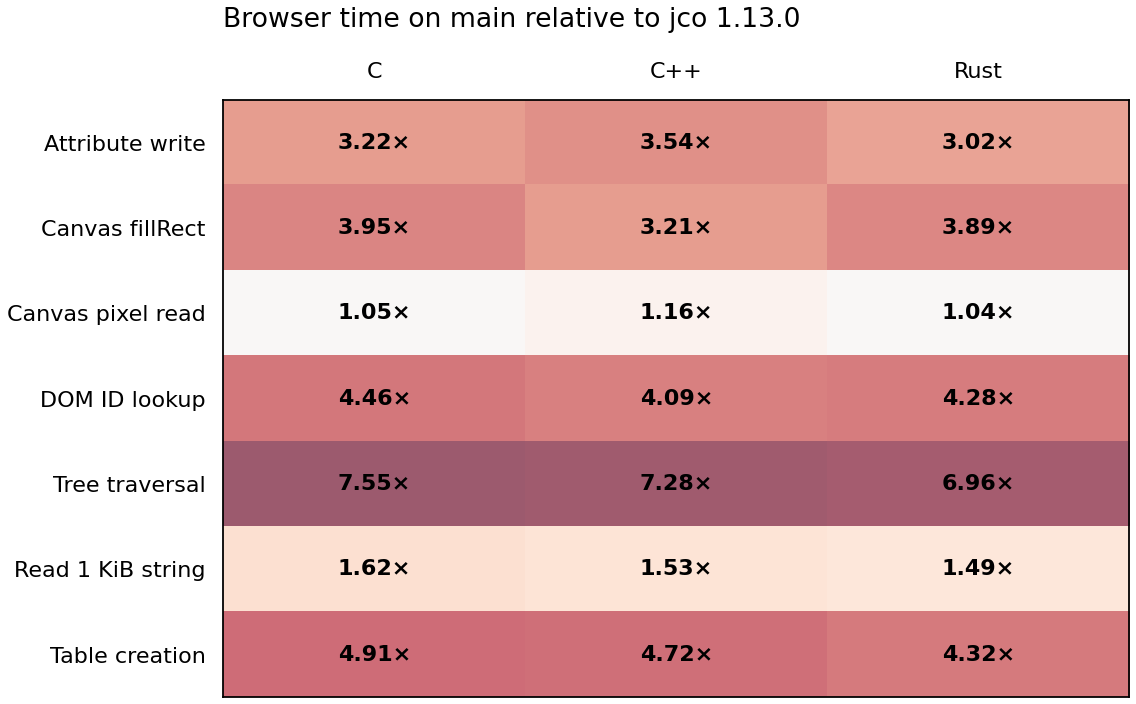 Browser time on main relative to jco 1.13.0
C C++ Rust
Attribute write 3.22× 3.54× 3.02×
Canvas fillRect 3.95× 3.21× 3.89×
Canvas pixel read 1.05× 1.16× 1.04×
DOM ID lookup 4.46× 4.09× 4.28×
Tree traversal 7.55× 7.28× 6.96×
Read 1 KiB string 1.62× 1.53× 1.49×
Table creation 4.91× 4.72× 4.32×